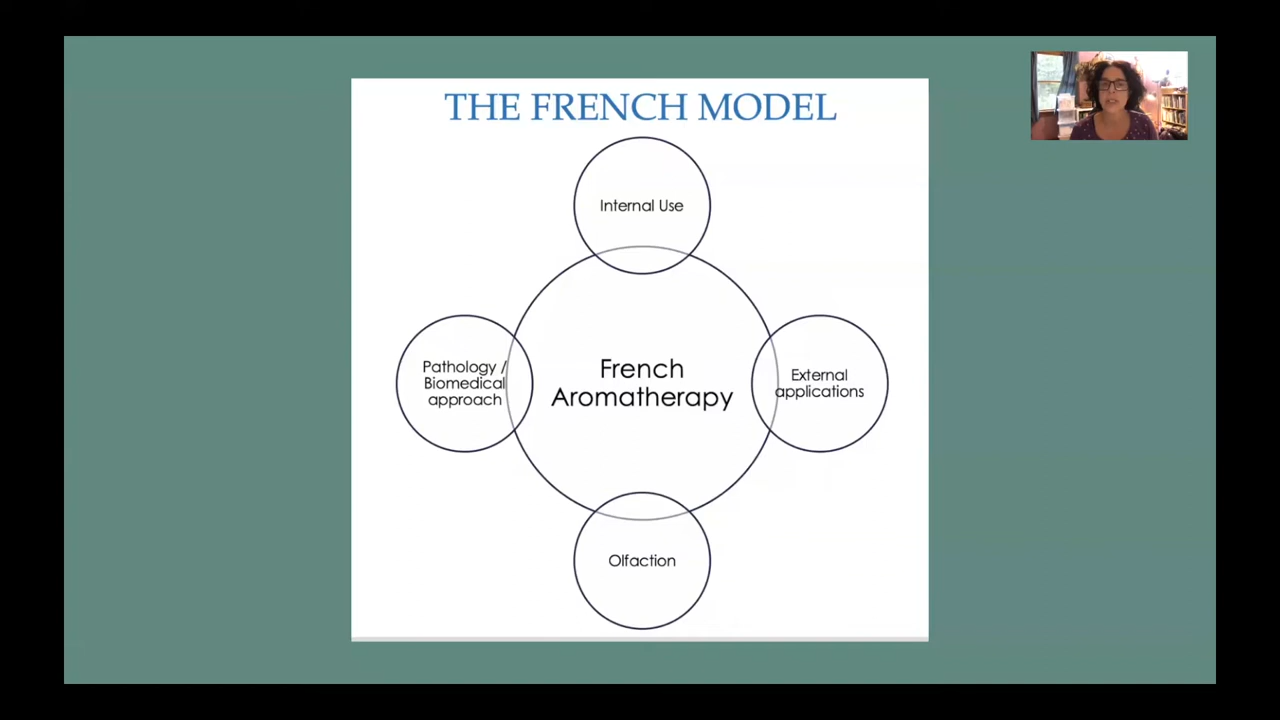 THE FRENCH MODEL
Internal Use
Pathology /
Biomedical
approach
French
Aromatherapy
External
applications
Olfaction